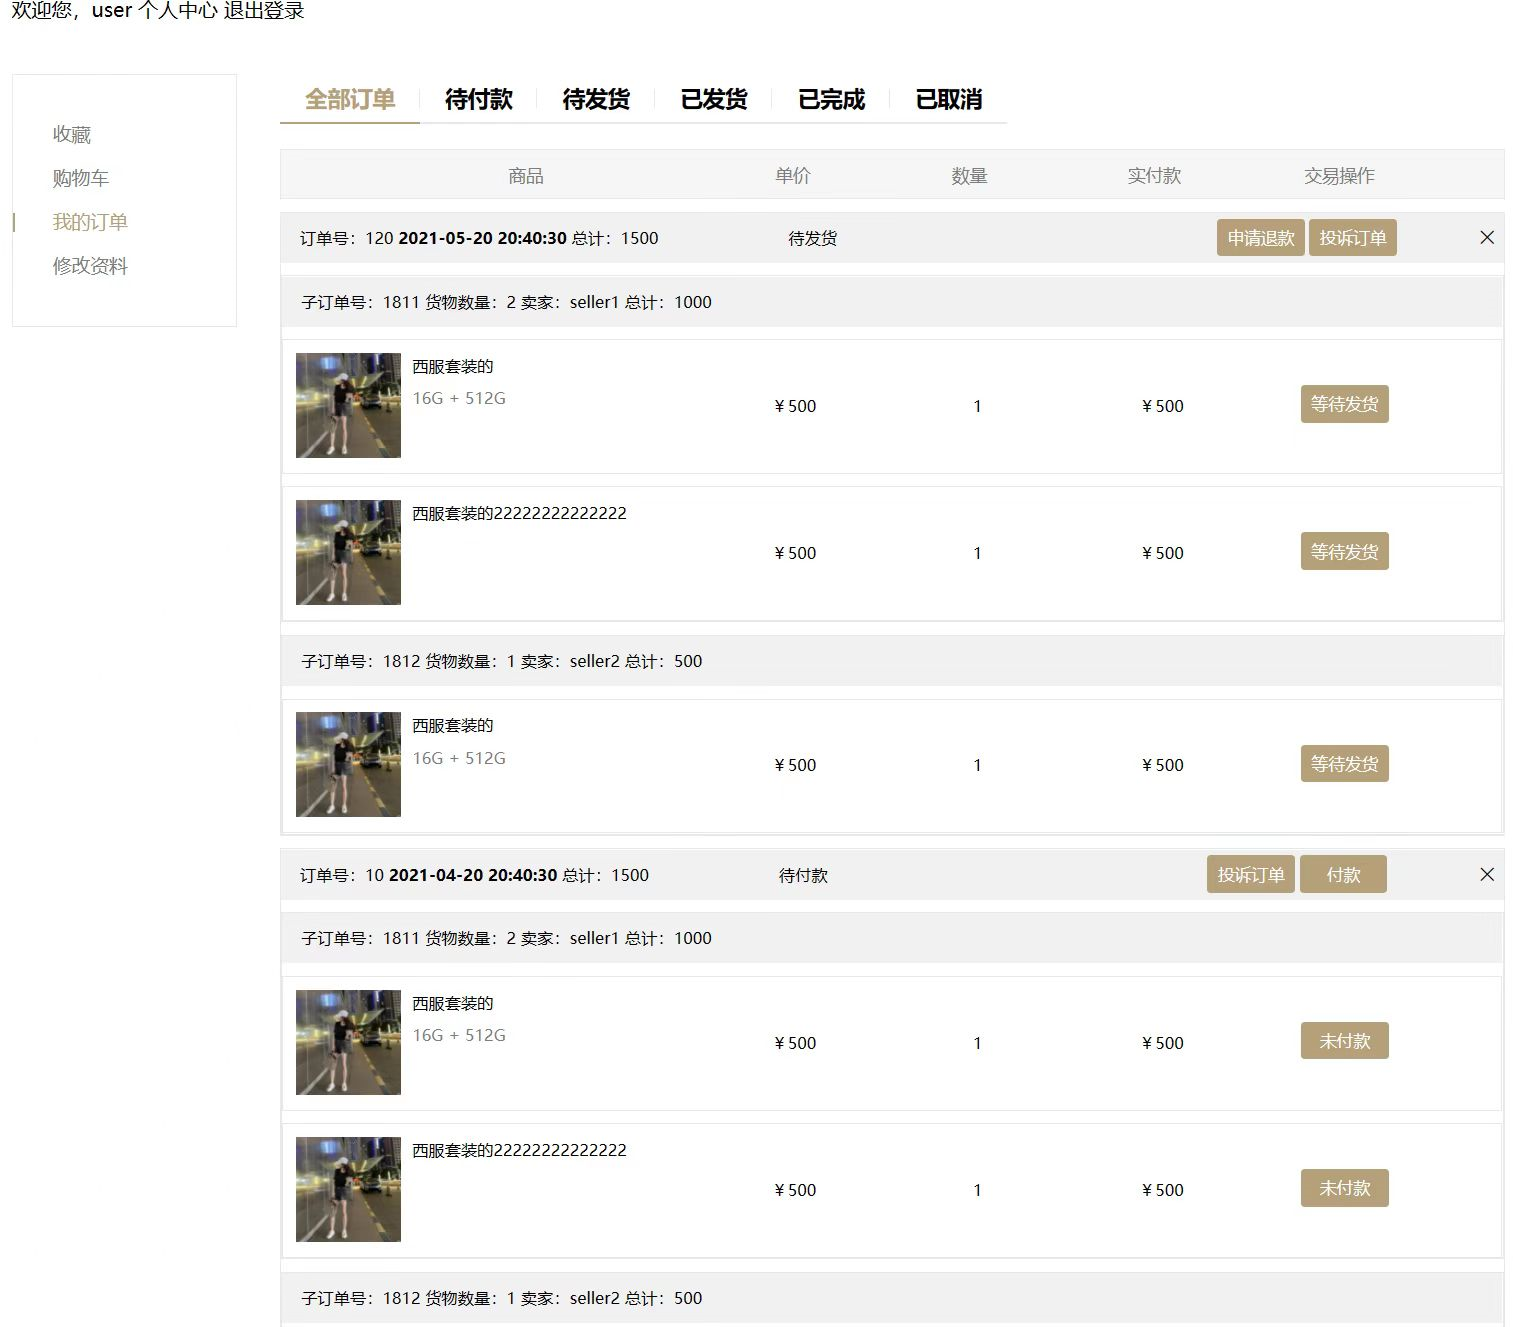 欢迎您，user 个人中心 退出登录
收藏
购物车
我的订单
修改资料
全部订单 待付款 待发货 已发货 已完成 已取消
商品 单价 数量 实付款 交易操作
订单号：120 2021-05-20 20:40:30 总计：1500 待发货 申请退款 投诉订单
子订单号：1811 货物数量：2 卖家：seller1 总计：1000
西服套装的
16G + 512G
¥ 500 1 ¥ 500 等待发货
西服套装的22222222222222
¥ 500 1 ¥ 500 等待发货
子订单号：1812 货物数量：1 卖家：seller2 总计：500
西服套装的
16G + 512G
¥ 500 1 ¥ 500 等待发货
订单号：10 2021-04-20 20:40:30 总计：1500 待付款 投诉订单 付款
子订单号：1811 货物数量：2 卖家：seller1 总计：1000
西服套装的
16G + 512G
¥ 500 1 ¥ 500 未付款
西服套装的22222222222222
¥ 500 1 ¥ 500 未付款
子订单号：1812 货物数量：1 卖家：seller2 总计：500